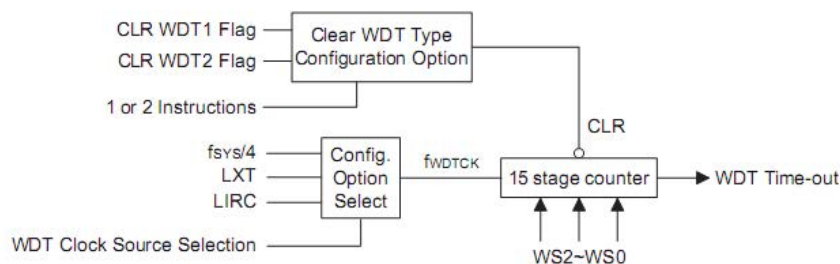 CLR WDT1 Flag
CLR WDT2 Flag
Clear WDT Type
Configuration Option
1 or 2 Instructions
CLR
fSYS/4
LXT
LIRC
Config.
Option
Select
fWDTCK
15 stage counter
WDT Time-out
WDT Clock Source Selection
WS2~WS0